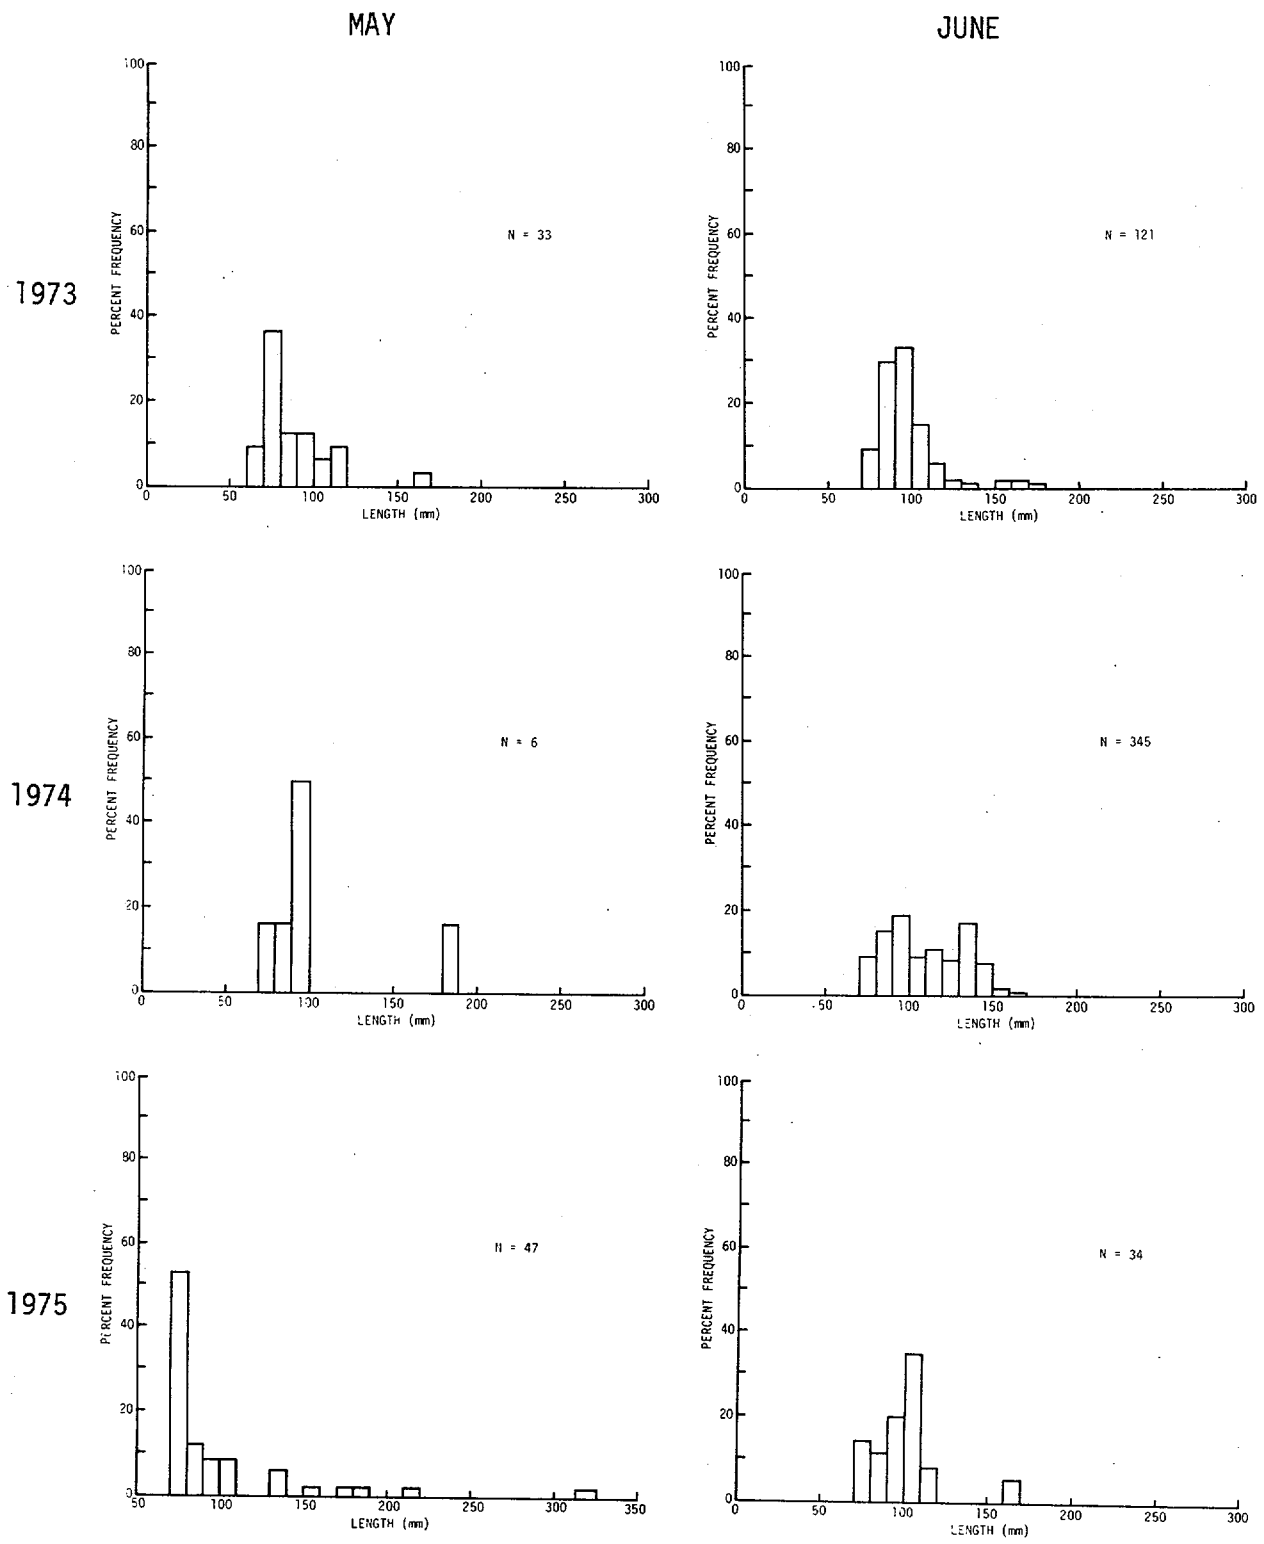 MAY
JUNE
1973
PERCENT FREQUENCY
100
80
60
40
20
0
N = 33
0 50 100 150 200 250 300
LENGTH (mm)
PERCENT FREQUENCY
100
80
60
40
20
0
N = 121
0 50 100 150 200 250 300
LENGTH (mm)
1974
PERCENT FREQUENCY
100
80
60
40
20
0
N = 6
0 50 100 150 200 250 300
LENGTH (mm)
PERCENT FREQUENCY
100
80
60
40
20
0
N = 345
0 50 100 150 200 250 300
LENGTH (mm)
1975
PERCENT FREQUENCY
100
80
60
40
20
0
N = 47
50 100 150 200 250 300 350
LENGTH (mm)
PERCENT FREQUENCY
100
80
60
40
20
0
N = 34
0 50 100 150 200 250 300
LENGTH (mm)